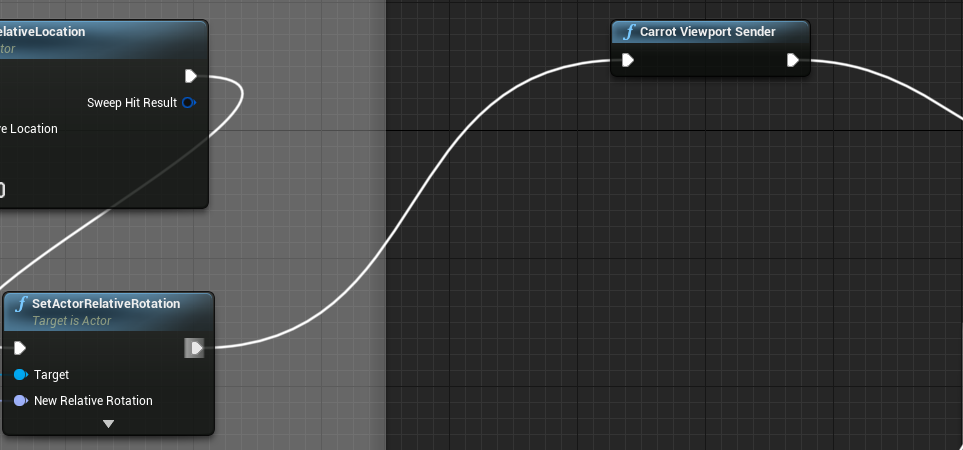 elativeLocation
tor
Sweep Hit Result
e Location
f Carrot Viewport Sender
f SetActorRelativeRotation
Target is Actor
Target
New Relative Rotation